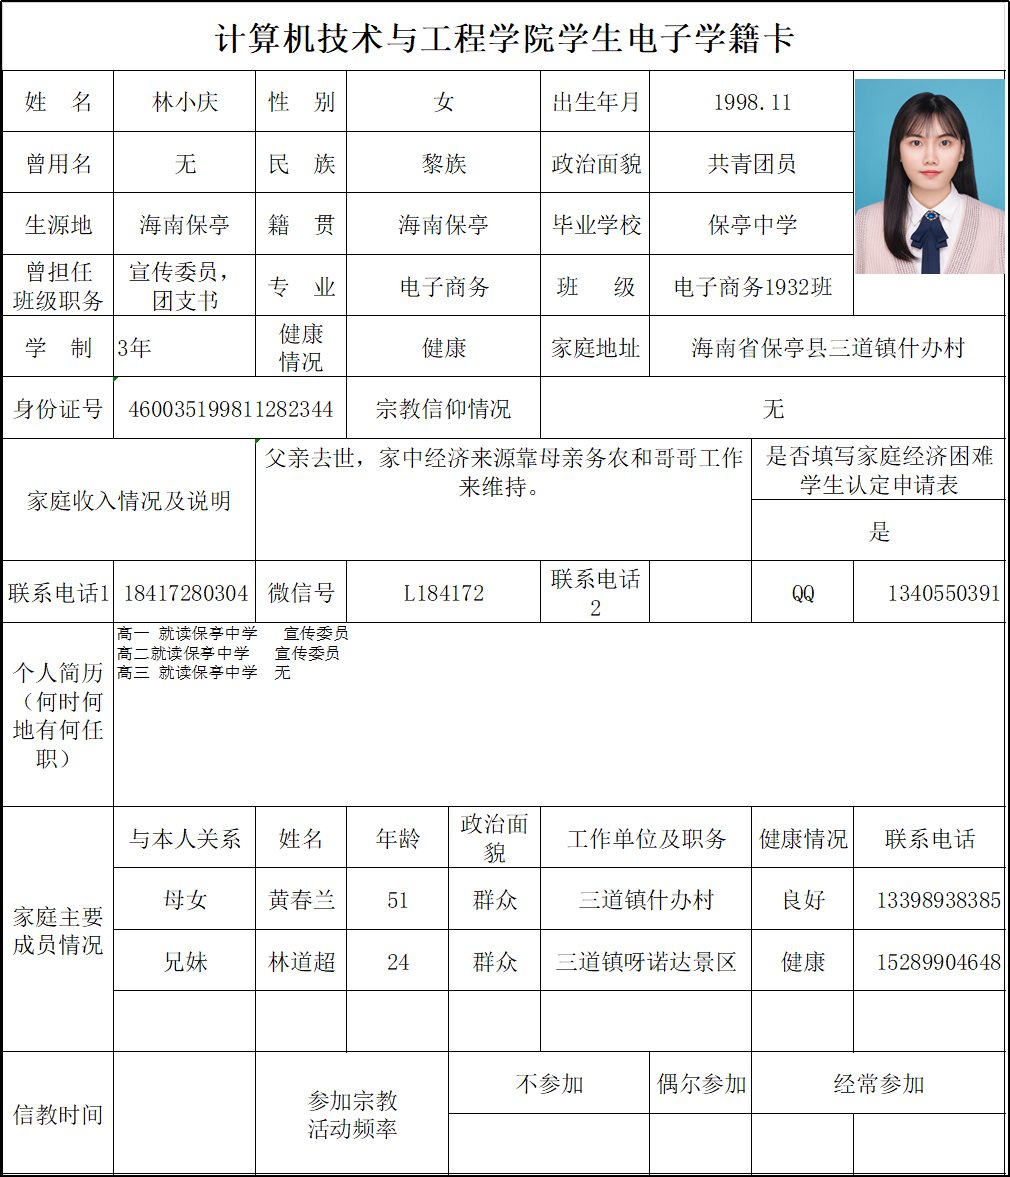 计算机技术与工程学院学生电子学籍卡
姓 名 林小庆 性 别 女 出生年月 1998.11
曾用名 无 民 族 黎族 政治面貌 共青团员
生源地 海南保亭 籍 贯 海南保亭 毕业学校 保亭中学
曾担任
班级职务
宣传委员,
团支书
专 业 电子商务 班 级 电子商务1932班
学 制 3年
健康
情况
健康 家庭地址 海南省保亭县三道镇什办村
身份证号 460035199811282344 宗教信仰情况 无
家庭收入情况及说明
父亲去世，家中经济来源靠母亲务农和哥哥工作
来维持。
是否填写家庭经济困难
学生认定申请表
是
联系电话1 18417280304 微信号 L184172
联系电话
2
QQ 1340550391
个人简历
（何时何
地有何任
职）
高一 就读保亭中学 宣传委员
高二就读保亭中学 宣传委员
高三 就读保亭中学 无
家庭主要
成员情况
与本人关系 姓名 年龄
政治面
貌
工作单位及职务 健康情况 联系电话
母女 黄春兰 51 群众 三道镇什办村 良好 13398938385
兄妹 林道超 24 群众 三道镇呀诺达景区 健康 15289904648
信教时间
参加宗教
活动频率
不参加 偶尔参加 经常参加